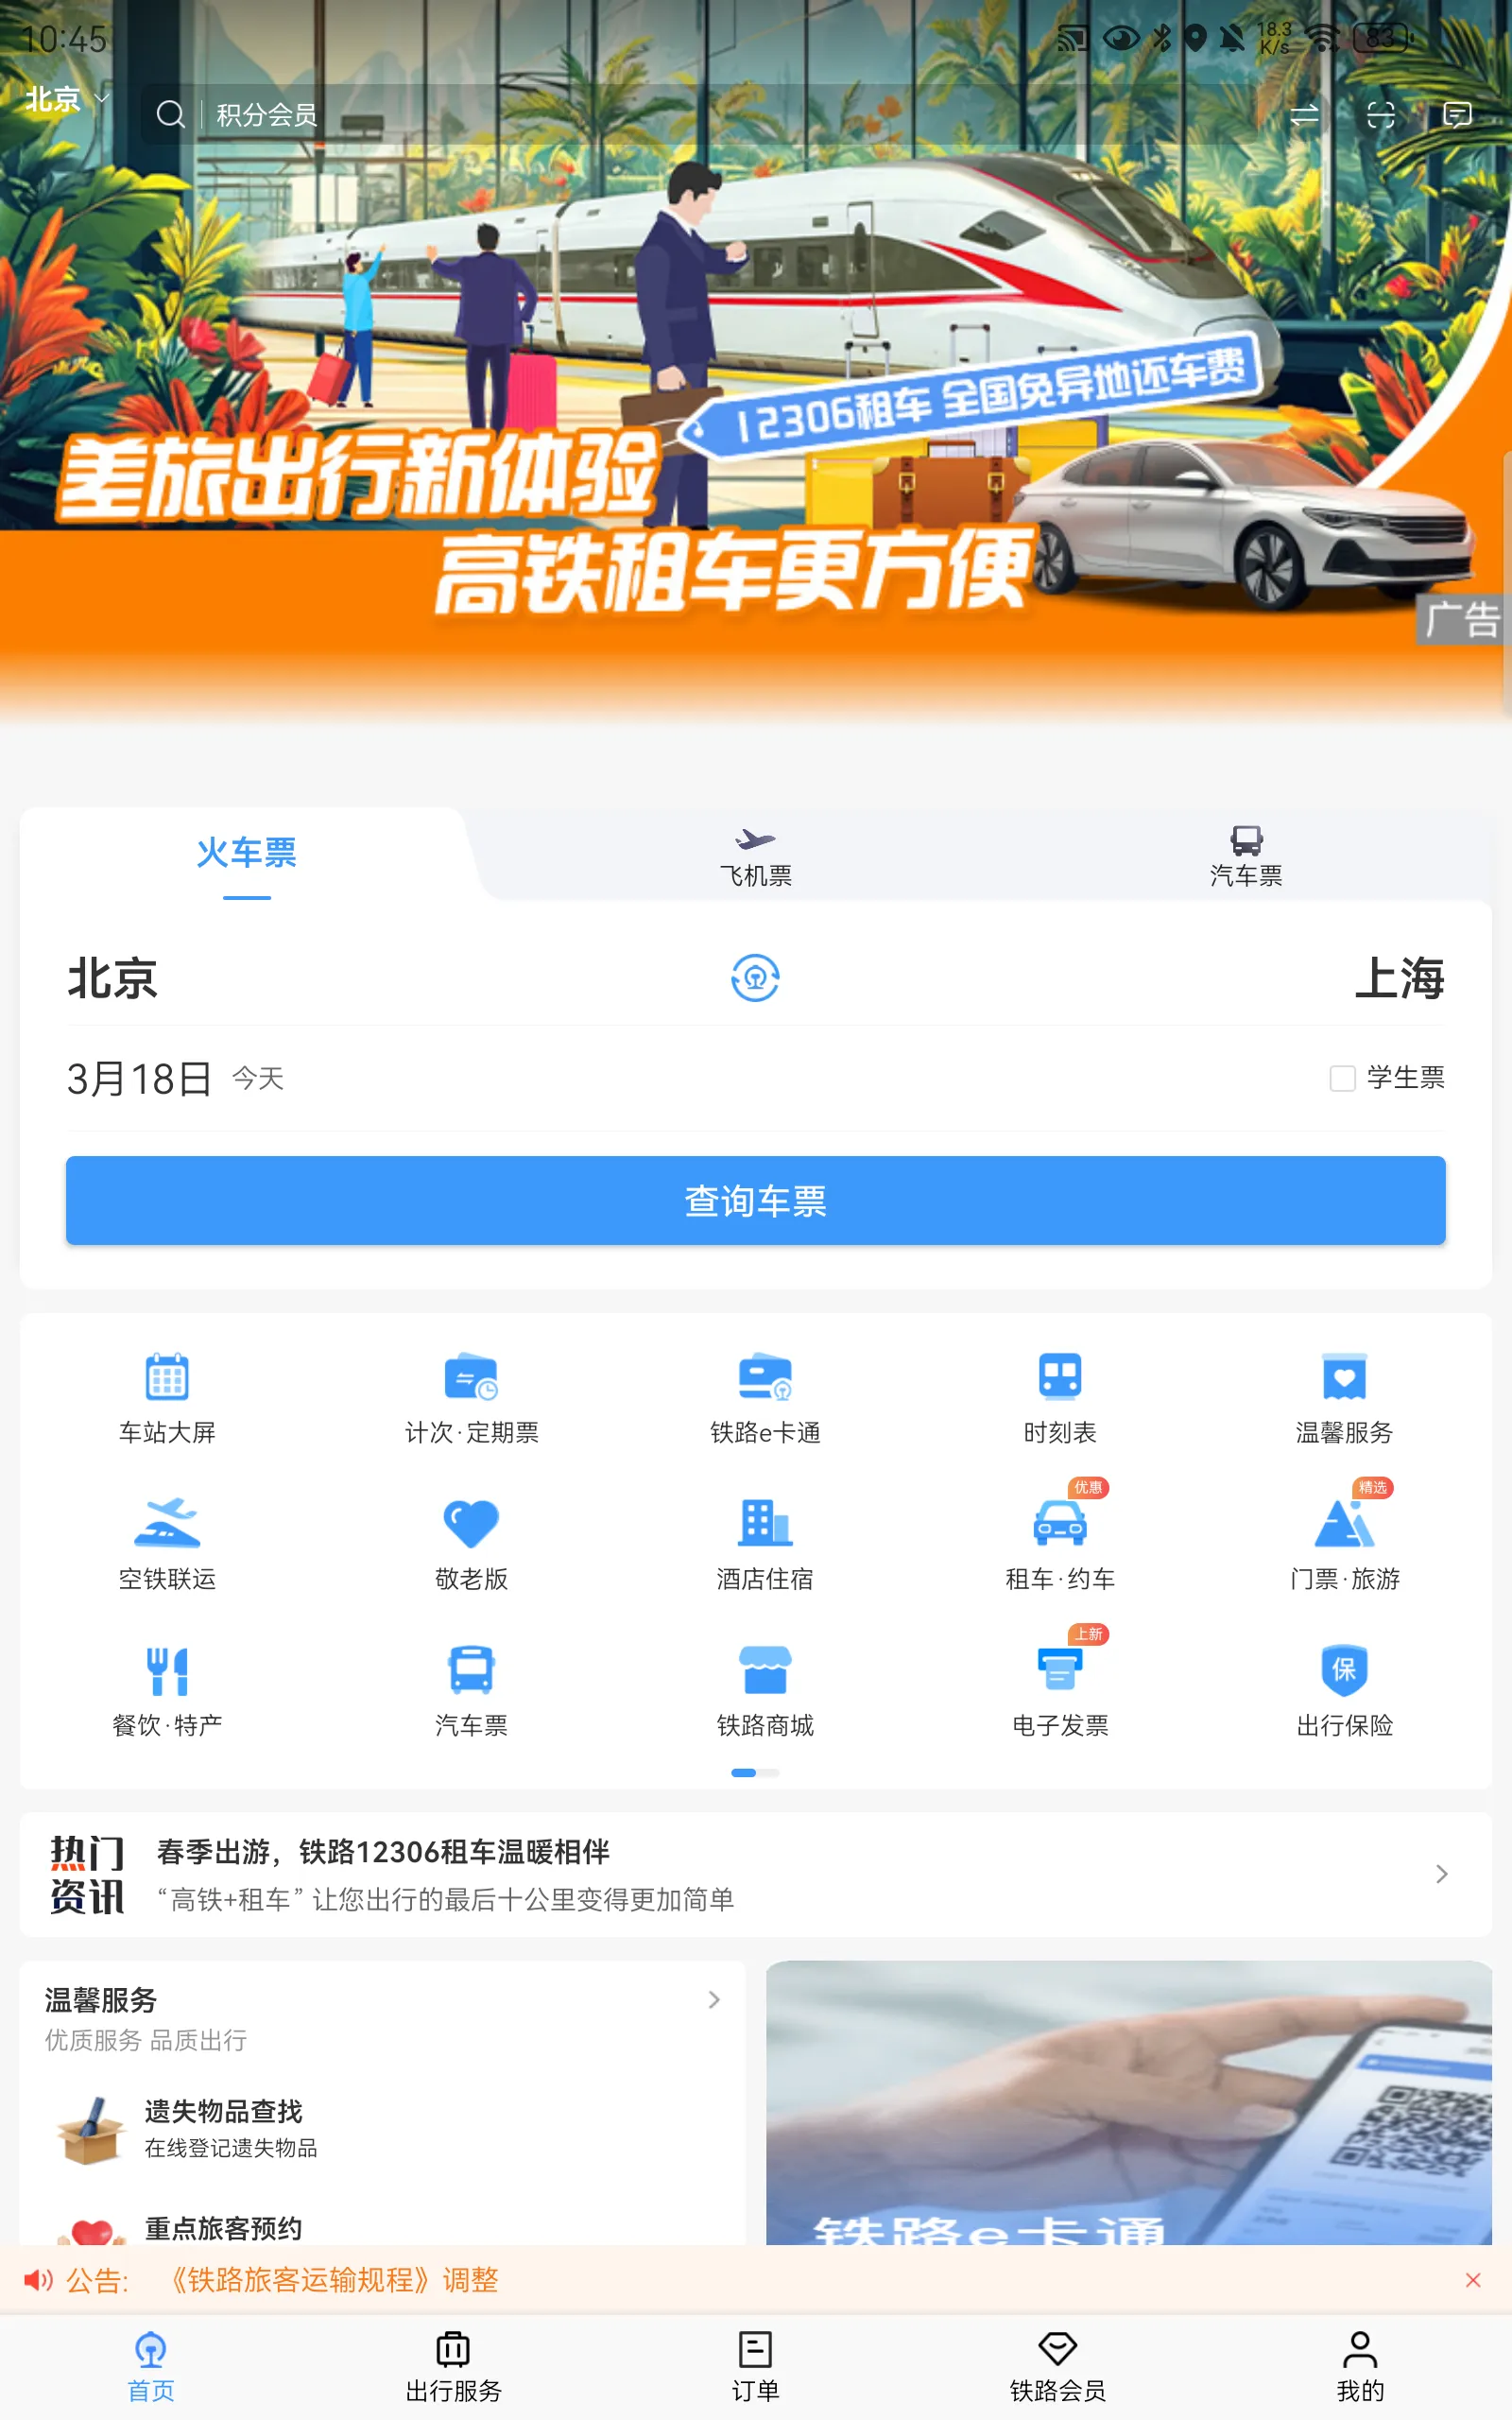 10:45
18.3
K/s
83
北京
积分会员
12306租车 全国免异地还车费
差旅出行新体验
高铁租车更方便
广告
火车票
飞机票
汽车票
北京
上海
3月18日 今天
学生票
查询车票
车站大屏
计次·定期票
铁路e卡通
时刻表
温馨服务
优惠
精选
空铁联运
敬老版
酒店住宿
租车·约车
门票·旅游
上新
保
餐饮·特产
汽车票
铁路商城
电子发票
出行保险
热门
资讯
春季出游，铁路12306租车温暖相伴
“高铁+租车” 让您出行的最后十公里变得更加简单
温馨服务
优质服务 品质出行
遗失物品查找
在线登记遗失物品
重点旅客预约
铁路e卡通
公告: 《铁路旅客运输规程》调整
首页
出行服务
订单
铁路会员
我的